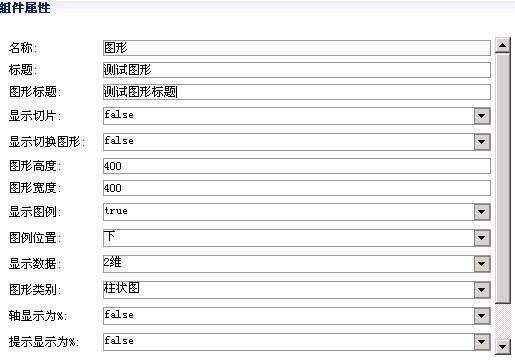 组件属性
名称: 图形
标题: 测试图形
图形标题: 测试图形标题
显示切片: false
显示切换图形: false
图形高度: 400
图形宽度: 400
显示图例: true
图例位置: 下
显示数据: 2维
图形类别: 柱状图
轴显示为%: false
提示显示为%: false